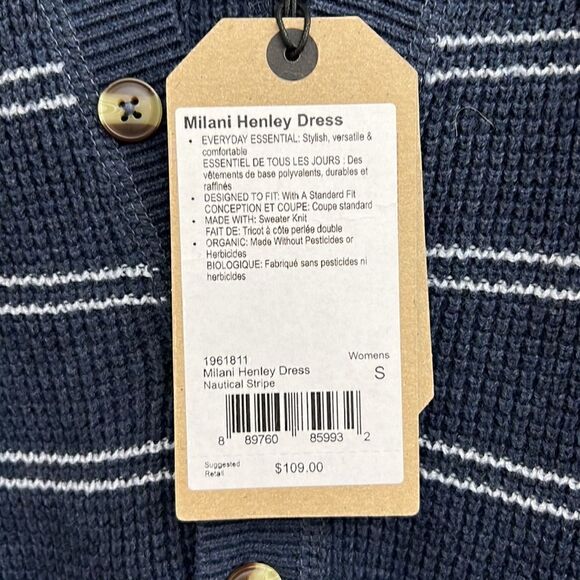 Milani Henley Dress
• EVERYDAY ESSENTIAL: Stylish, versatile &
comfortable
ESSENTIEL DE TOUS LES JOURS : Des
vêtements de base polyvalents, durables et
raffinés
• DESIGNED TO FIT: With A Standard Fit
CONCEPTION ET COUPE: Coupe standard
• MADE WITH: Sweater Knit
FAIT DE: Tricot à côte perlée double
• ORGANIC: Made Without Pesticides or
Herbicides
BIOLOGIQUE: Fabriqué sans pesticides ni
herbicides
1961811 Womens
Milani Henley Dress S
Nautical Stripe
8 89760 85993 2
Suggested
Retail $109.00